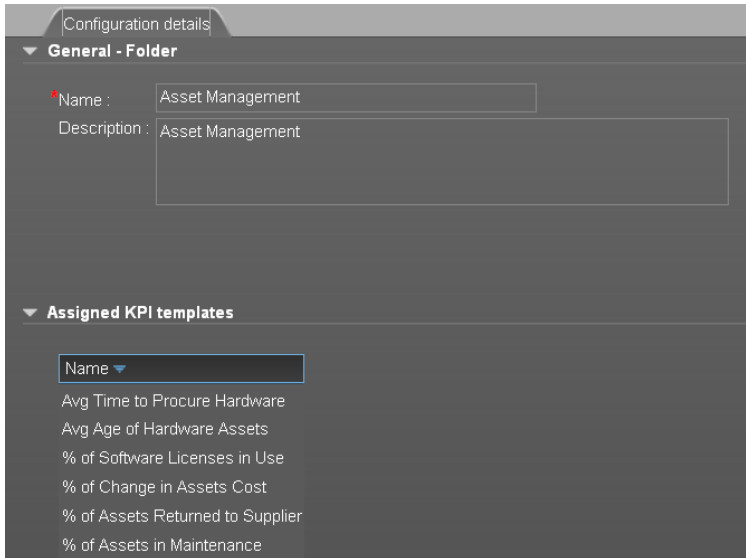 Configuration details
General - Folder
*Name : Asset Management
Description : Asset Management
Assigned KPI templates
Name
Avg Time to Procure Hardware
Avg Age of Hardware Assets
% of Software Licenses in Use
% of Change in Assets Cost
% of Assets Returned to Supplier
% of Assets in Maintenance